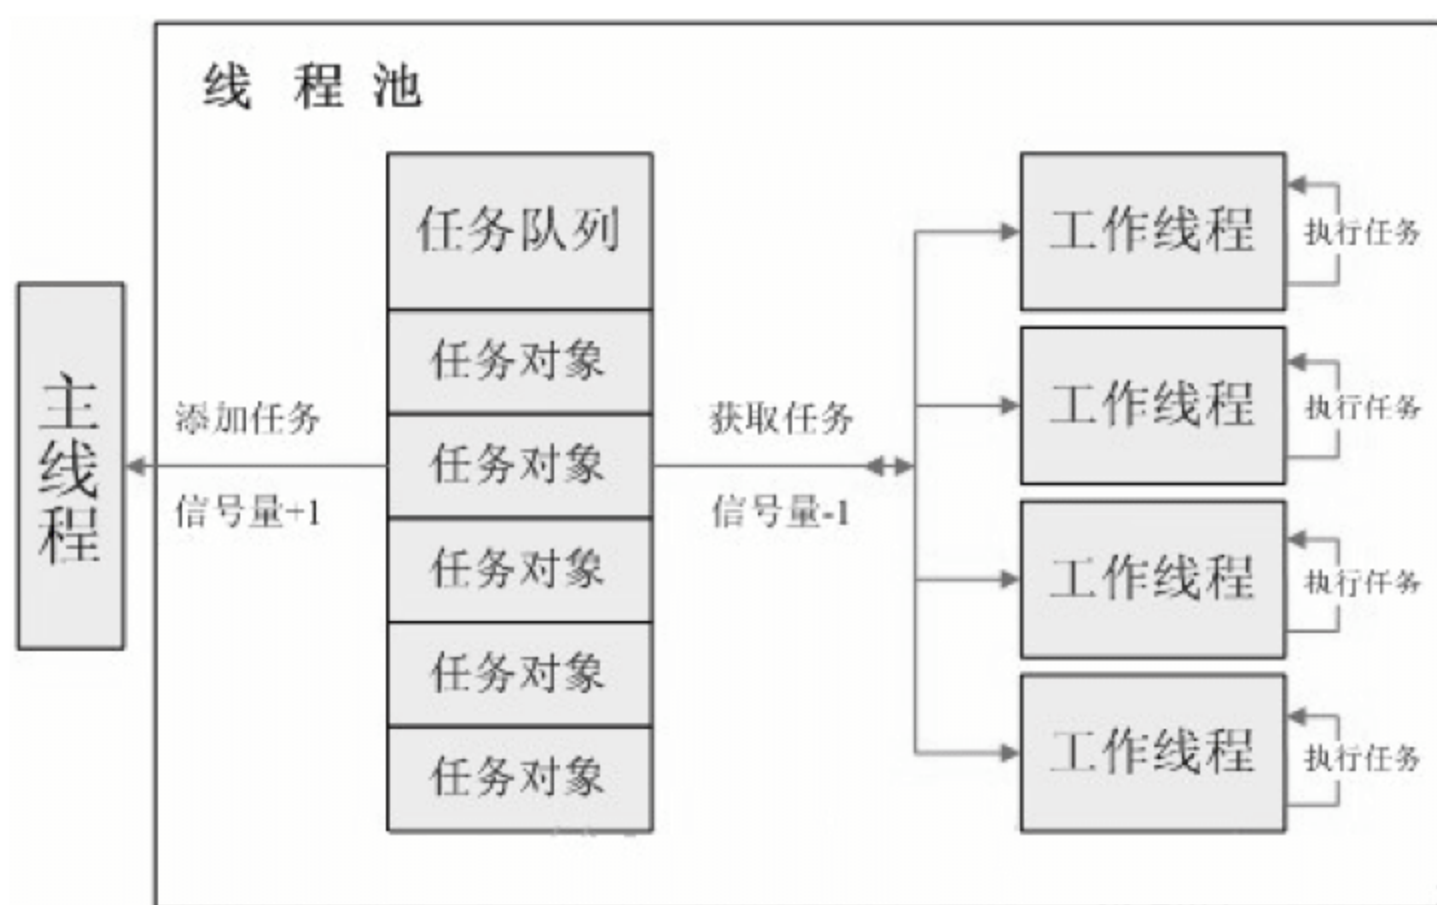 线 程 池
主线程
添加任务
信号量+1
任务队列
任务对象
任务对象
任务对象
任务对象
任务对象
获取任务
信号量-1
工作线程
执行任务
工作线程
执行任务
工作线程
执行任务
工作线程
执行任务